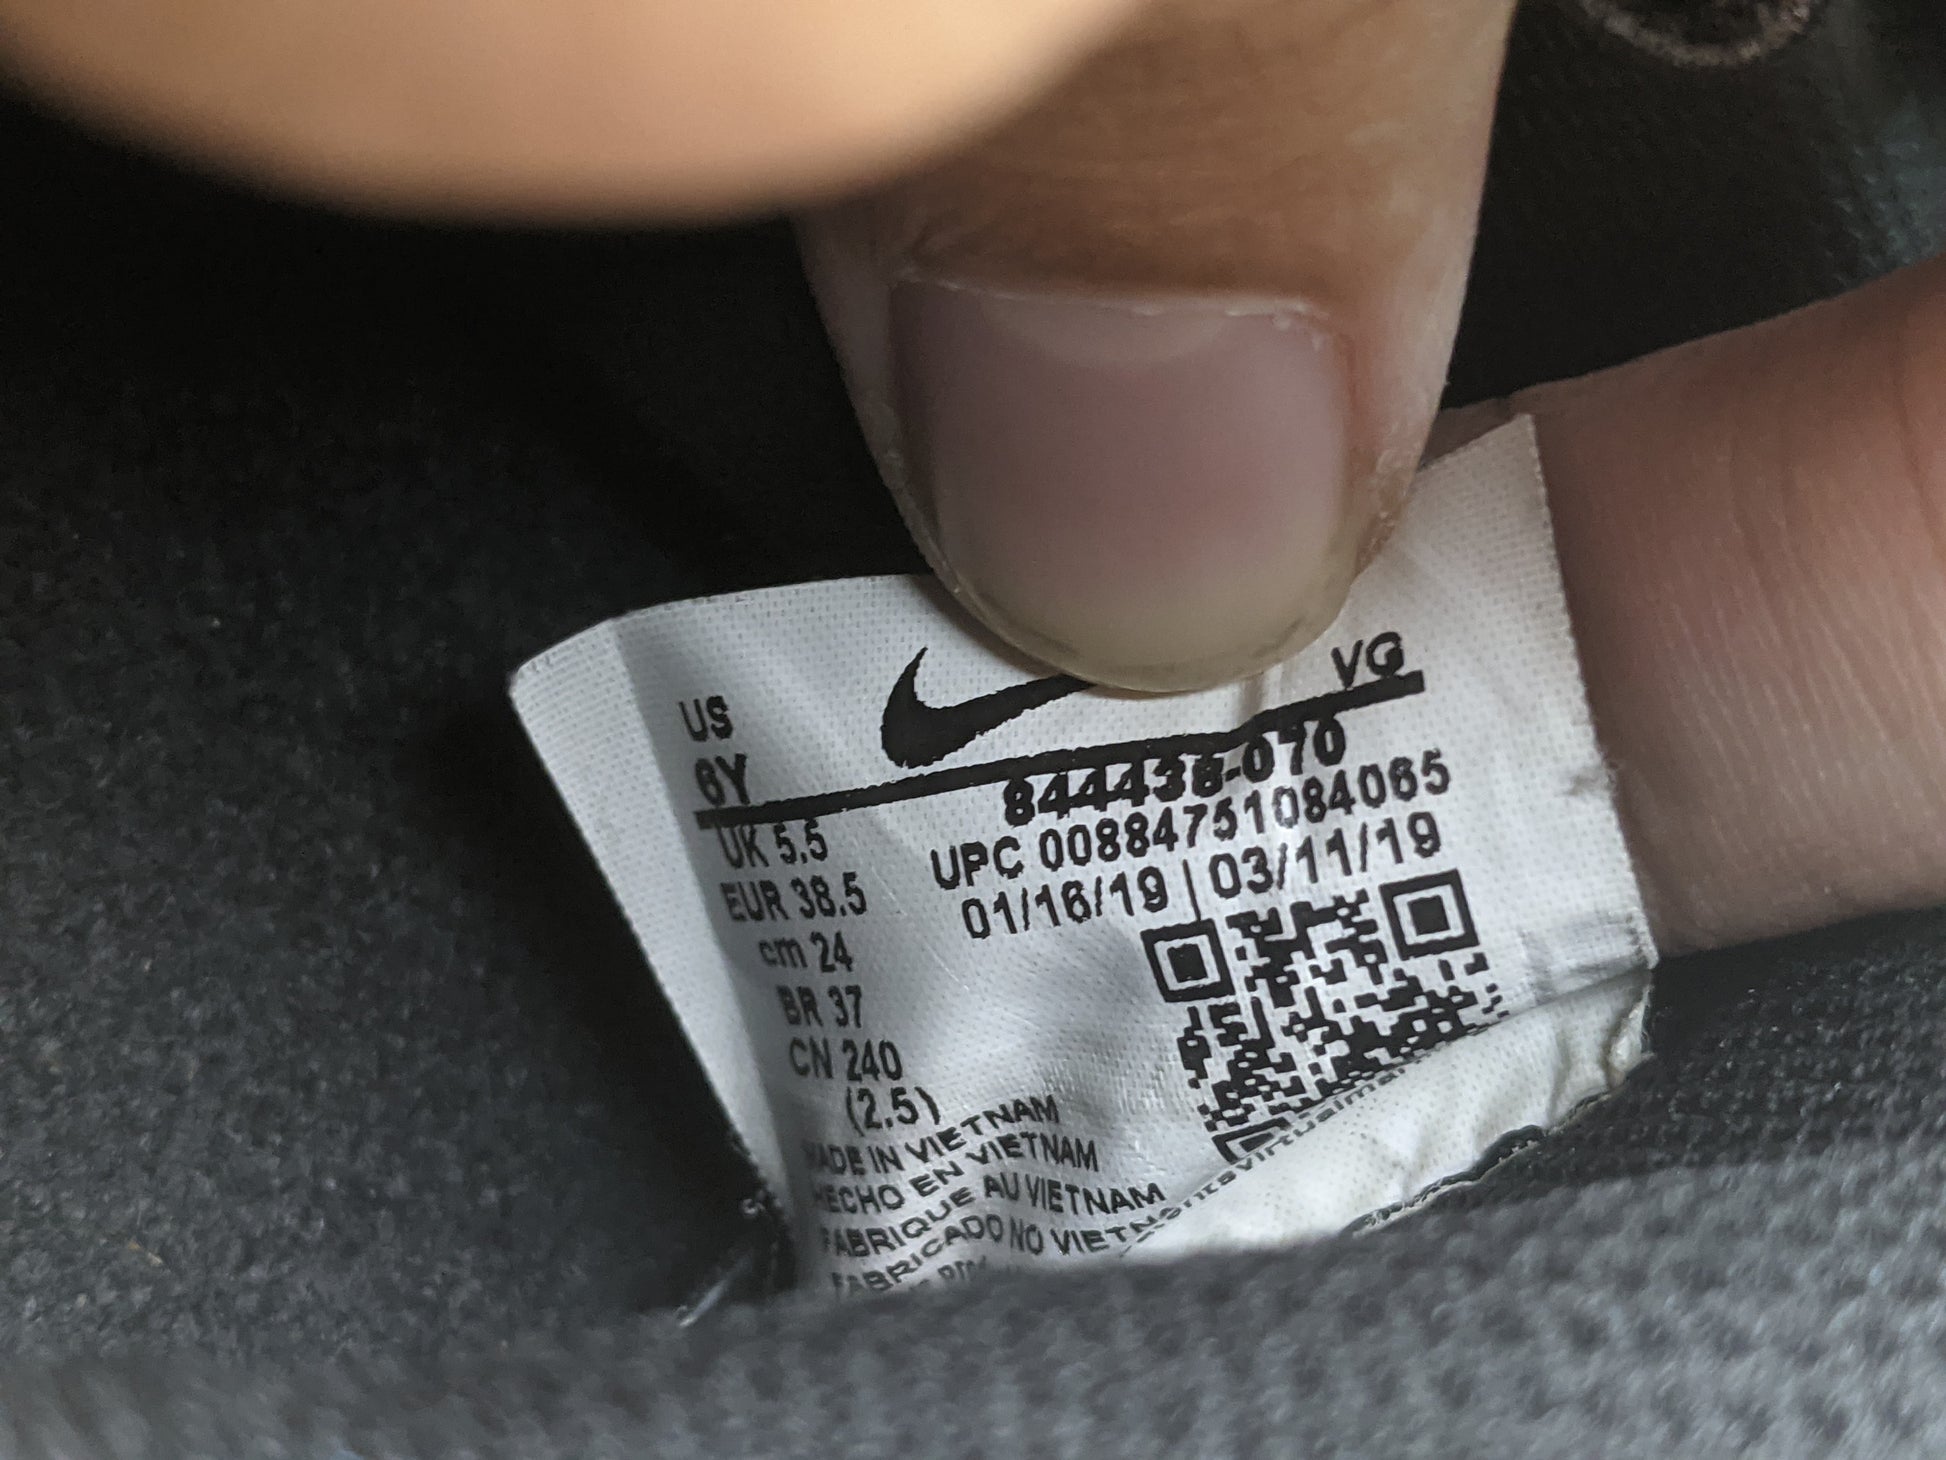 VG
US
6Y
844438-070
UK 5.5
UPC 00884751084065
EUR 38.5
01/16/19 | 03/11/19
cm 24
BR 37
CN 240
(2.5)
MADE IN VIETNAM
HECHO EN VIETNAM
FABRIQUE AU VIETNAM
FABRICADO NO VIETN